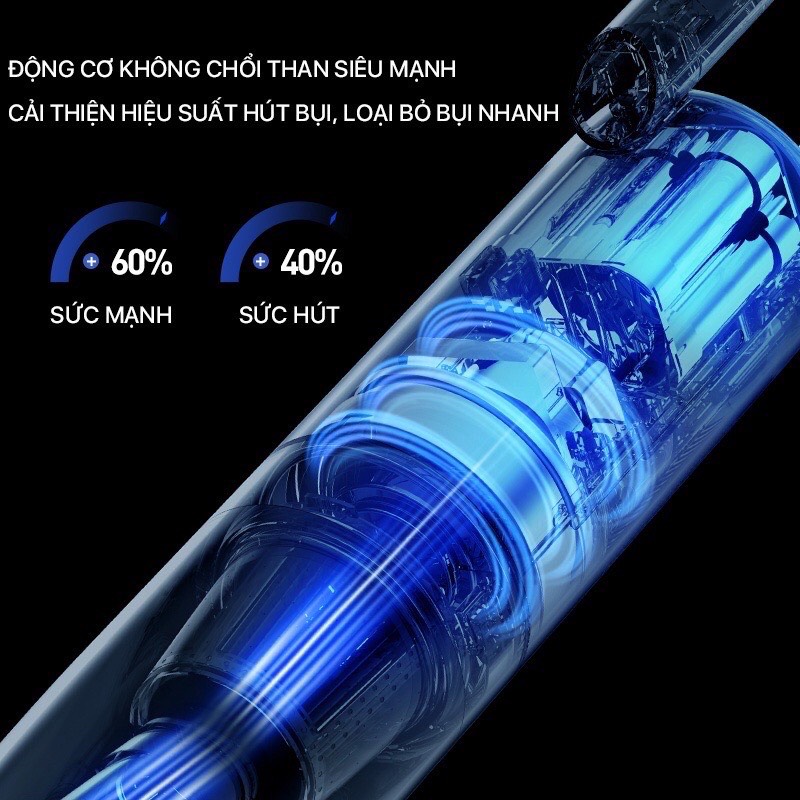 ĐỘNG CƠ KHÔNG CHỔI THAN SIÊU MẠNH
CẢI THIỆN HIỆU SUẤT HÚT BỤI, LOẠI BỎ BỤI NHANH
+ 60%
SỨC MẠNH
+ 40%
SỨC HÚT